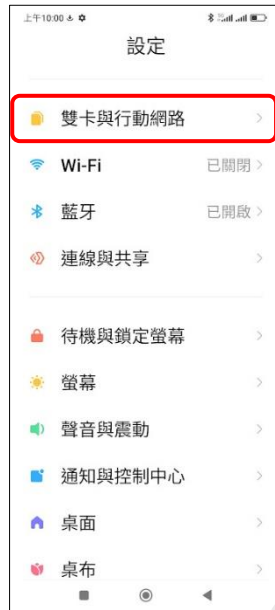 上午10:00
設定
雙卡與行動網路
Wi-Fi 已關閉
藍牙 已開啟
連線與共享
待機與鎖定螢幕
螢幕
聲音與震動
通知與控制中心
桌面
桌布